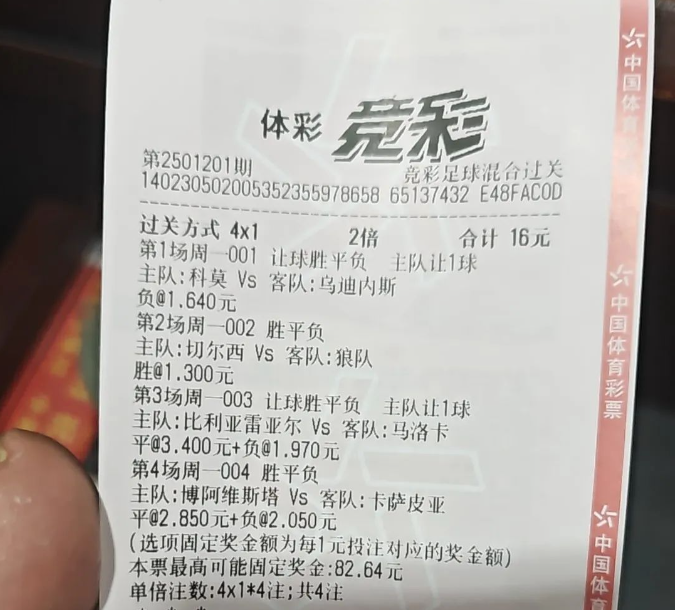 体彩 竞彩
第2501201期 竞彩足球混合过关
140230502005352355978658 65137432 E48FACOD
过关方式 4x1 2倍 合计 16元
第1场周一001 让球胜平负 主队让1球
主队:科莫 Vs 客队:乌迪内斯
负@1.640元
第2场周一002 胜平负
主队:切尔西 Vs 客队:狼队
胜@1.300元
第3场周一003 让球胜平负 主队让1球
主队:比利亚雷亚尔 Vs 客队:马洛卡
平@3.400元+负@1.970元
第4场周一004 胜平负
主队:博阿维斯塔 Vs 客队:卡萨皮亚
平@2.850元+负@2.050元
(选项固定奖金额为每1元投注对应的奖金额)
本票最高可能固定奖金:82.64元
单倍注数:4x1*4注;共4注
中国体育
中国体育彩票
中国体育